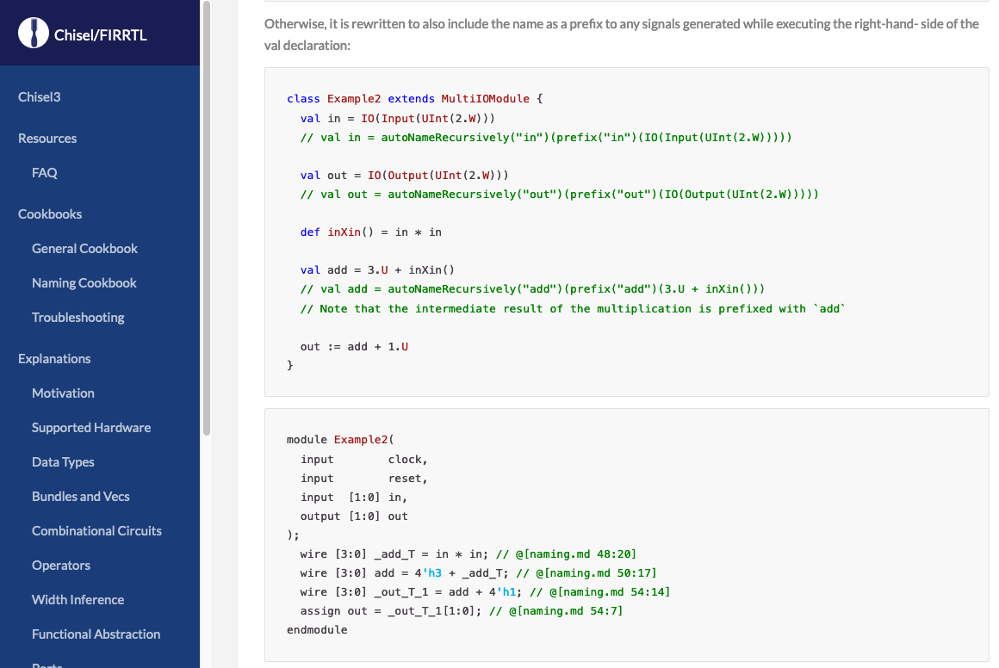 Chisel/FIRRTL
Chisel3
Resources
FAQ
Cookbooks
General Cookbook
Naming Cookbook
Troubleshooting
Explanations
Motivation
Supported Hardware
Data Types
Bundles and Vecs
Combinational Circuits
Operators
Width Inference
Functional Abstraction
Ports
Otherwise, it is rewritten to also include the name as a prefix to any signals generated while executing the right-hand- side of the
val declaration:
class Example2 extends MultiIOModule {
  val in = IO(Input(UInt(2.W)))
  // val in = autoNameRecursively("in")(prefix("in")(IO(Input(UInt(2.W)))))
  val out = IO(Output(UInt(2.W)))
  // val out = autoNameRecursively("out")(prefix("out")(IO(Output(UInt(2.W)))))
  def inXin() = in * in
  val add = 3.U + inXin()
  // val add = autoNameRecursively("add")(prefix("add")(3.U + inXin()))
  // Note that the intermediate result of the multiplication is prefixed with `add`
  out := add + 1.U
}
module Example2(
  input        clock,
  input        reset,
  input  [1:0] in,
  output [1:0] out
);
  wire [3:0] _add_T = in * in; // @[naming.md 48:20]
  wire [3:0] add = 4'h3 + _add_T; // @[naming.md 50:17]
  wire [3:0] _out_T_1 = add + 4'h1; // @[naming.md 54:14]
  assign out = _out_T_1[1:0]; // @[naming.md 54:7]
endmodule